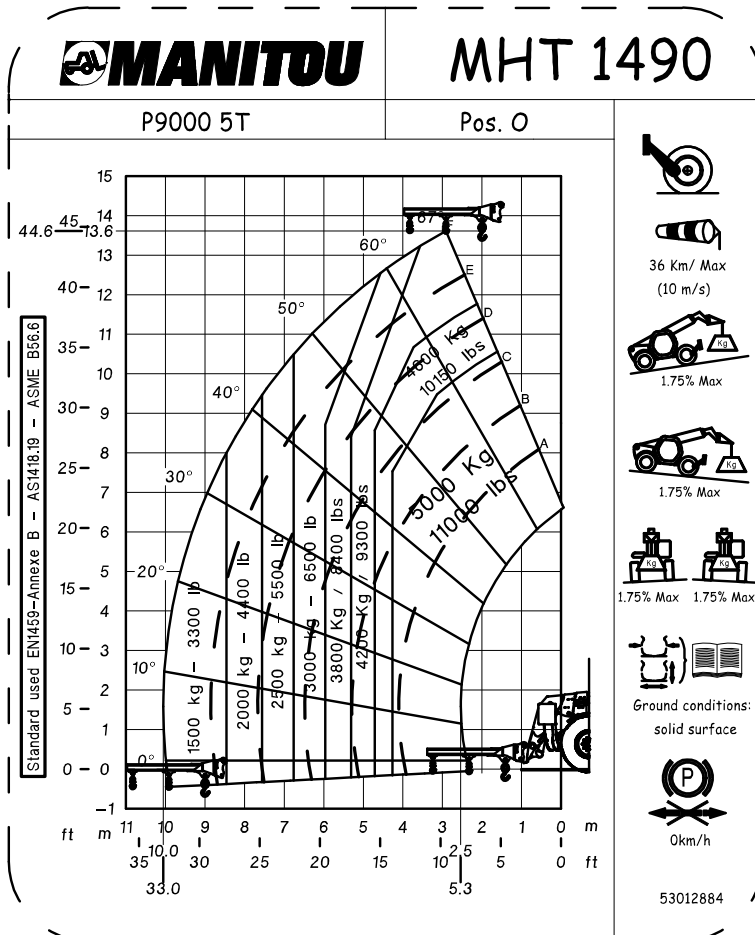 MANITOU
MHT 1490
P9000 5T
Pos. O
Standard used EN1459-Annexe B - AS1418.19 - ASME B56.6
15
14
13
12
11
10
9
8
7
6
5
4
3
2
1
0
-1
44.6
13.6
45
40
35
30
25
20
15
10
5
0
ft m
67
60°
50°
40°
30°
20°
10°
0°
E
D
C
B
A
4600 Kg
10150 lbs
5000 Kg
11000 lbs
1500 kg - 3300 lb
2000 kg - 4400 lb
2500 kg - 5500 lb
3000 kg - 6500 lb
3800 Kg / 8400 lbs
4200 Kg / 9300 lbs
11 10 9 8 7 6 5 4 3 2 1 0 m
10.0 2.5
35 30 25 20 15 10 5 0 ft
33.0 5.3
36 Km/ Max
(10 m/s)
Kg
1.75% Max
Kg
1.75% Max
Kg Kg
1.75% Max 1.75% Max
Ground conditions:
solid surface
P
0km/h
53012884